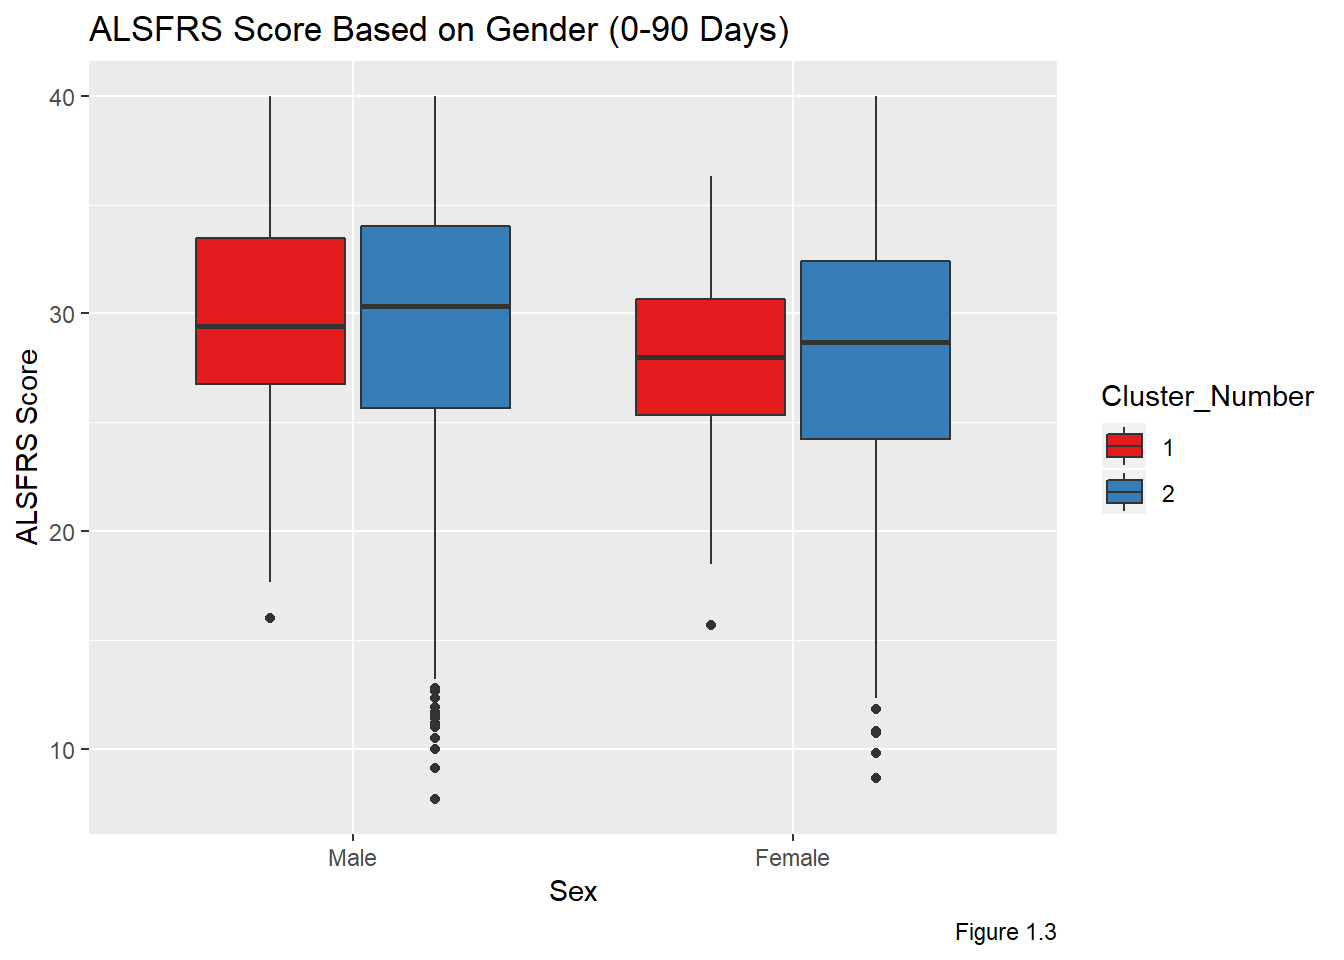 ALSFRS Score Based on Gender (0-90 Days)
40
30
20
10
ALSFRS Score
Male
Female
Sex
Cluster_Number
1
2
Figure 1.3